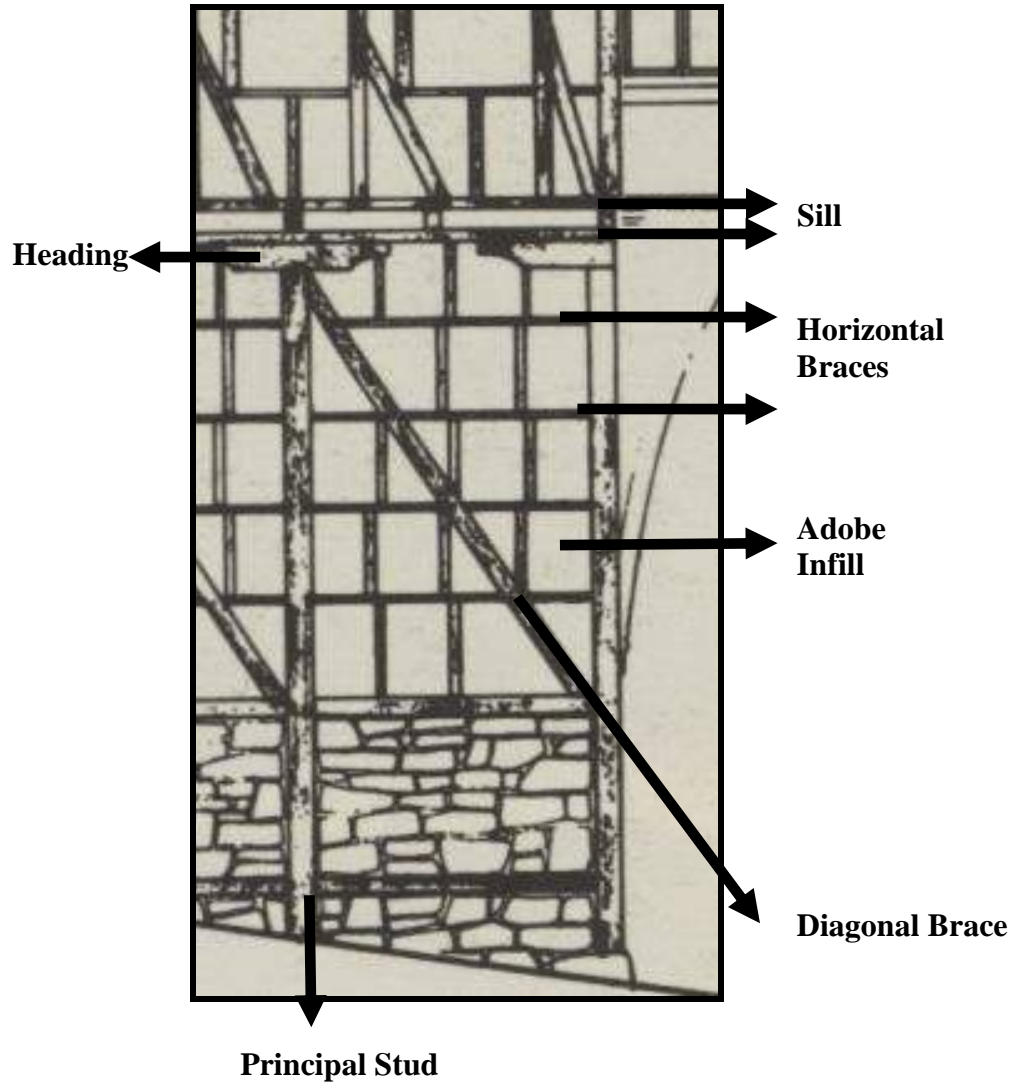 Sill
Heading
Horizontal
Braces
Adobe
Infill
Diagonal Brace
Principal Stud